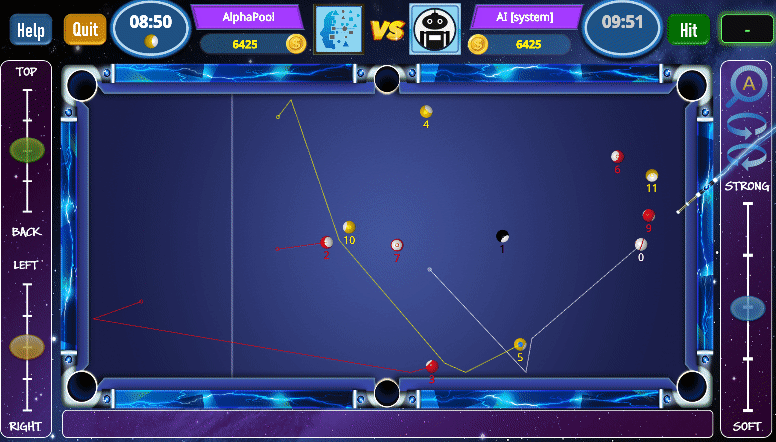 Help
Quit
08:50
AlphaPool
6425
VS
AI [system]
6425
09:51
Hit
-
TOP
BACK
LEFT
RIGHT
A
STRONG
SOFT
4
6
11
9
0
10
2
7
1
5
3